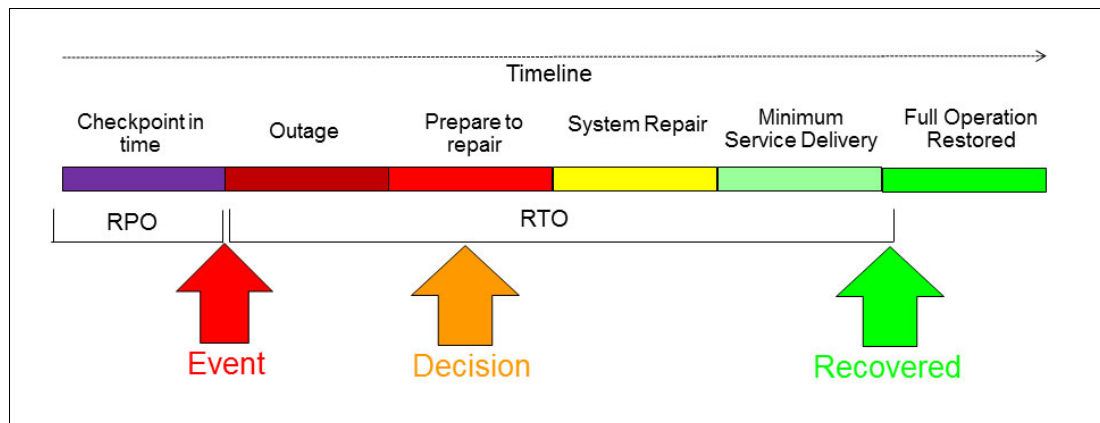 Timeline
Checkpoint in
time
Outage
Prepare to
repair
System Repair
Minimum
Service Delivery
Full Operation
Restored
RPO
RTO
Event
Decision
Recovered